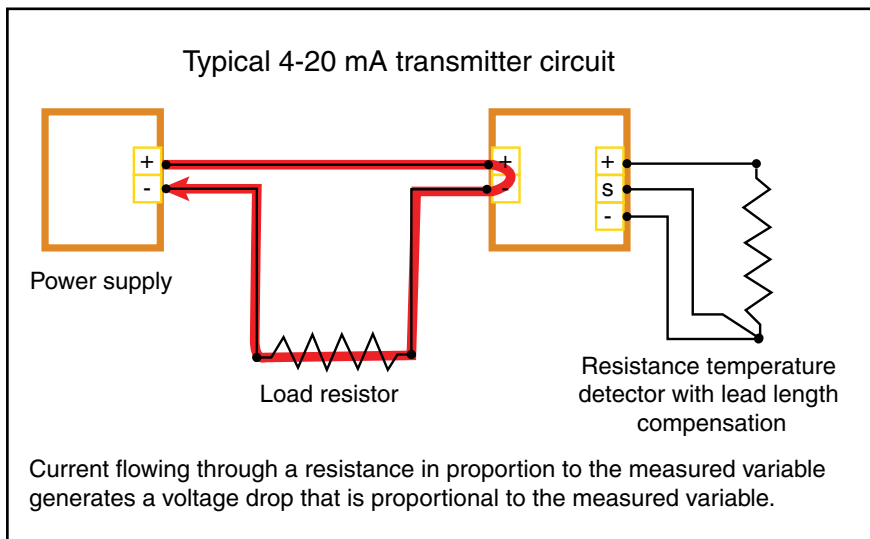 Typical 4-20 mA transmitter circuit
+
-
+
-
+
s
-
Power supply
Load resistor
Resistance temperature
detector with lead length
compensation
Current flowing through a resistance in proportion to the measured variable
generates a voltage drop that is proportional to the measured variable.